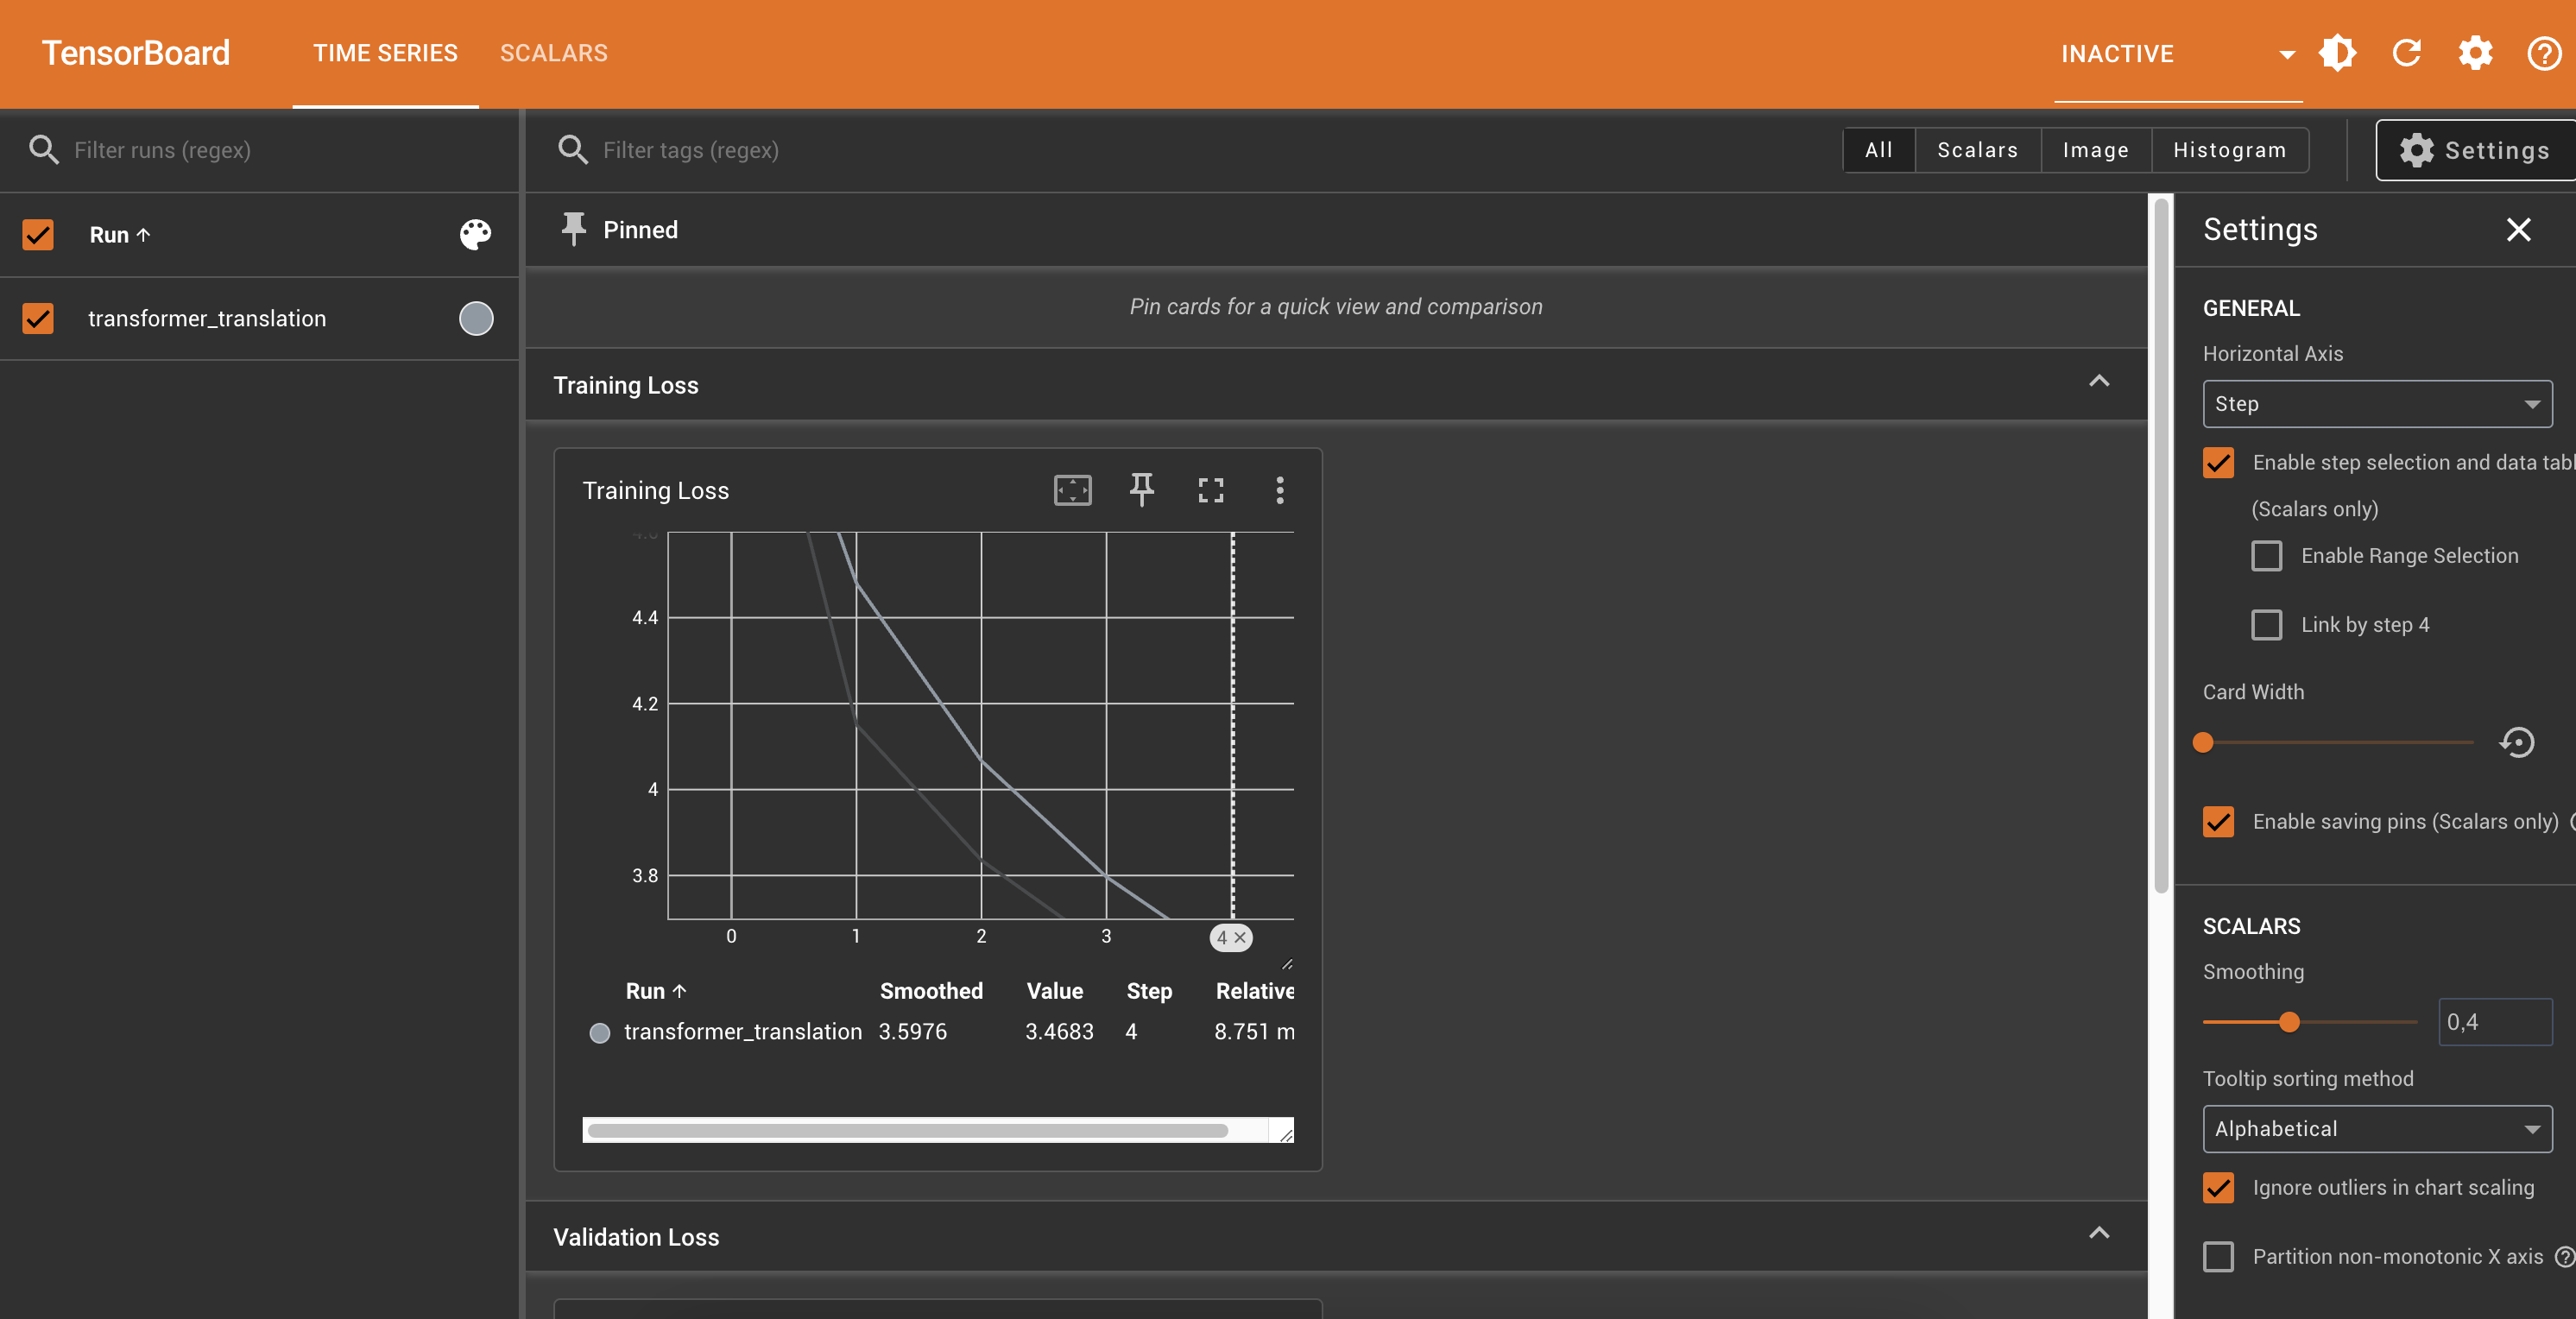 TensorBoard
TIME SERIES
SCALARS
INACTIVE
Filter runs (regex)
Filter tags (regex)
All
Scalars
Image
Histogram
Settings
Run
transformer_translation
Pinned
Pin cards for a quick view and comparison
Training Loss
Training Loss
4.4
4.2
4
3.8
0
1
2
3
4 ×
Run Smoothed Value Step Relative
transformer_translation 3.5976 3.4683 4 8.751 m
Validation Loss
Settings
GENERAL
Horizontal Axis
Step
Enable step selection and data tabl
(Scalars only)
Enable Range Selection
Link by step 4
Card Width
Enable saving pins (Scalars only)
SCALARS
Smoothing
0,4
Tooltip sorting method
Alphabetical
Ignore outliers in chart scaling
Partition non-monotonic X axis